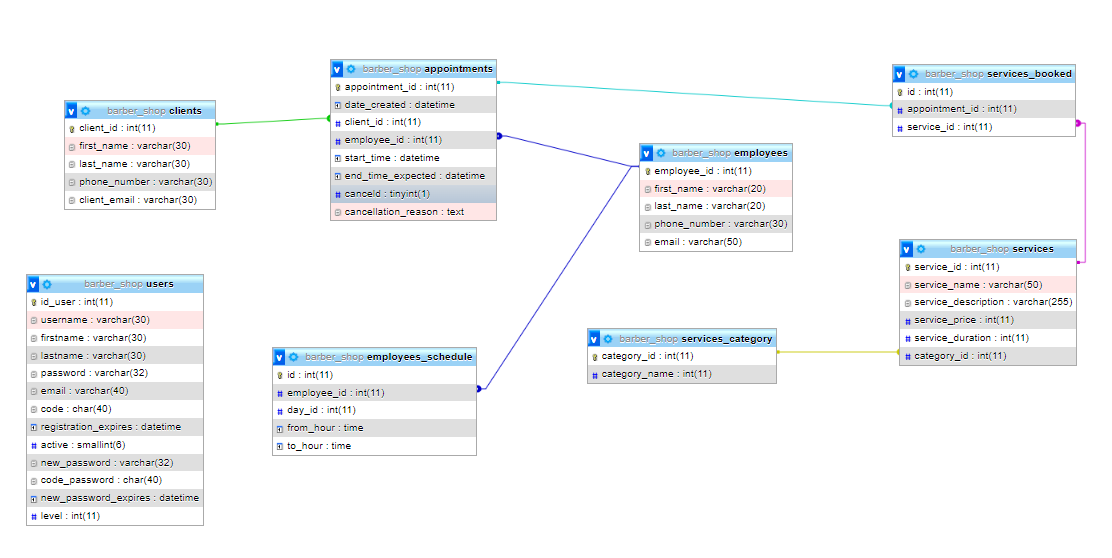 barber_shop clients
client_id : int(11)
first_name : varchar(30)
last_name : varchar(30)
phone_number : varchar(30)
client_email : varchar(30)
barber_shop appointments
appointment_id : int(11)
date_created : datetime
client_id : int(11)
employee_id : int(11)
start_time : datetime
end_time_expected : datetime
canceld : tinyint(1)
cancellation_reason : text
barber_shop services_booked
id : int(11)
appointment_id : int(11)
service_id : int(11)
barber_shop employees
employee_id : int(11)
first_name : varchar(20)
last_name : varchar(20)
phone_number : varchar(30)
email : varchar(50)
barber_shop services
service_id : int(11)
service_name : varchar(50)
service_description : varchar(255)
service_price : int(11)
service_duration : int(11)
category_id : int(11)
barber_shop users
id_user : int(11)
username : varchar(30)
firstname : varchar(30)
lastname : varchar(30)
password : varchar(32)
email : varchar(40)
code : char(40)
registration_expires : datetime
active : smallint(6)
new_password : varchar(32)
code_password : char(40)
new_password_expires : datetime
level : int(11)
barber_shop employees_schedule
id : int(11)
employee_id : int(11)
day_id : int(11)
from_hour : time
to_hour : time
barber_shop services_category
category_id : int(11)
category_name : int(11)